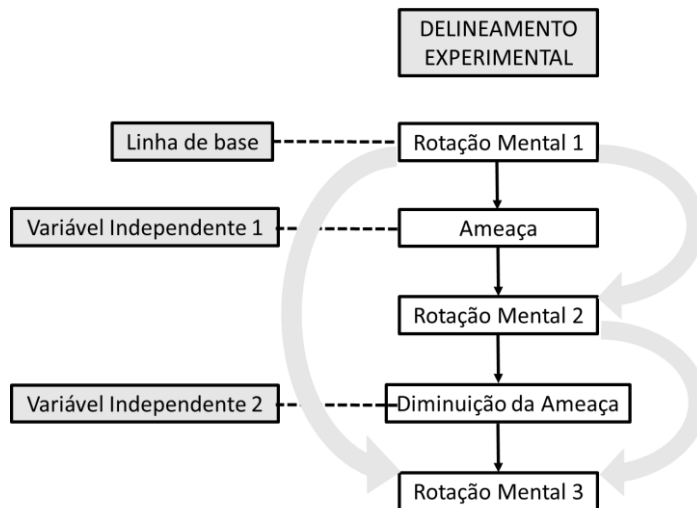 DELINEAMENTO
EXPERIMENTAL
Linha de base
Rotação Mental 1
Variável Independente 1
Ameaça
Rotação Mental 2
Variável Independente 2
Diminuição da Ameaça
Rotação Mental 3